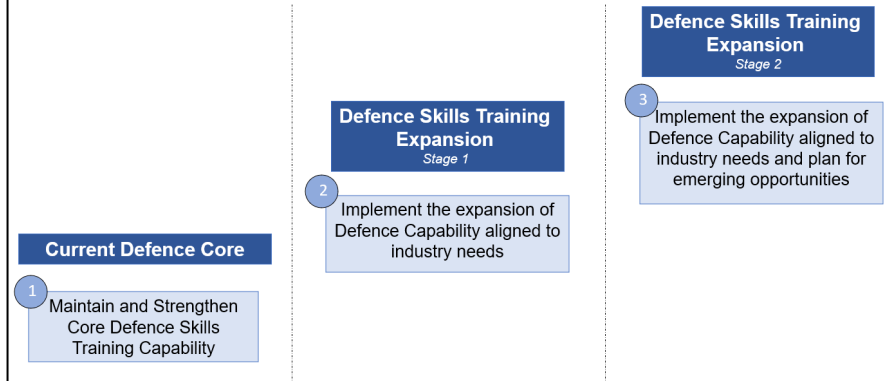 Current Defence Core
1
Maintain and Strengthen
Core Defence Skills
Training Capability
Defence Skills Training
Expansion
Stage 1
2
Implement the expansion of
Defence Capability aligned to
industry needs
Defence Skills Training
Expansion
Stage 2
3
Implement the expansion of
Defence Capability aligned to
industry needs and plan for
emerging opportunities